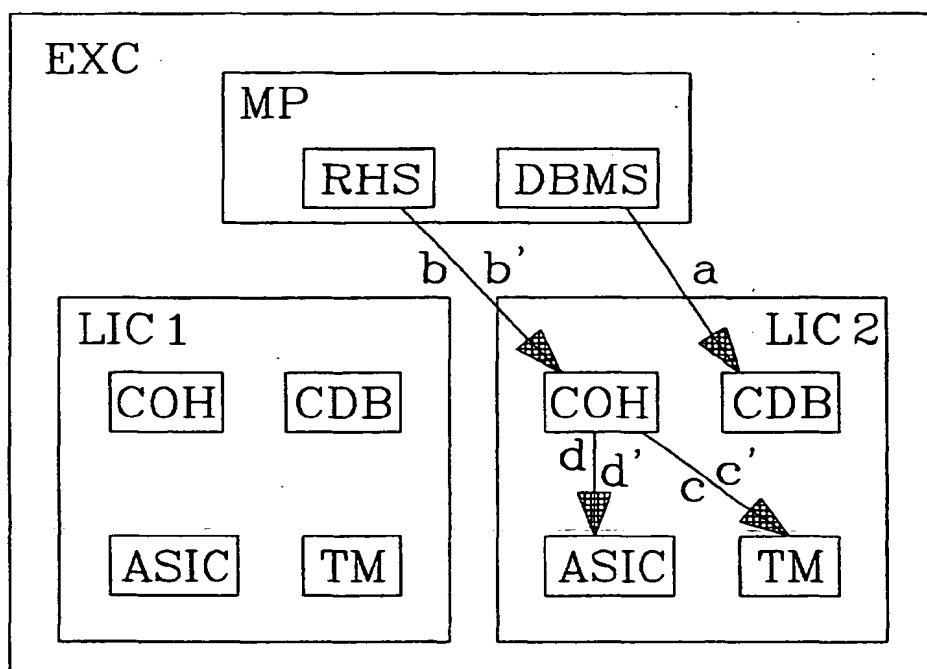 EXC
MP
RHS DBMS
b b' a
LIC 1 LIC 2
COH CDB COH CDB
d d' c c'
ASIC TM ASIC TM